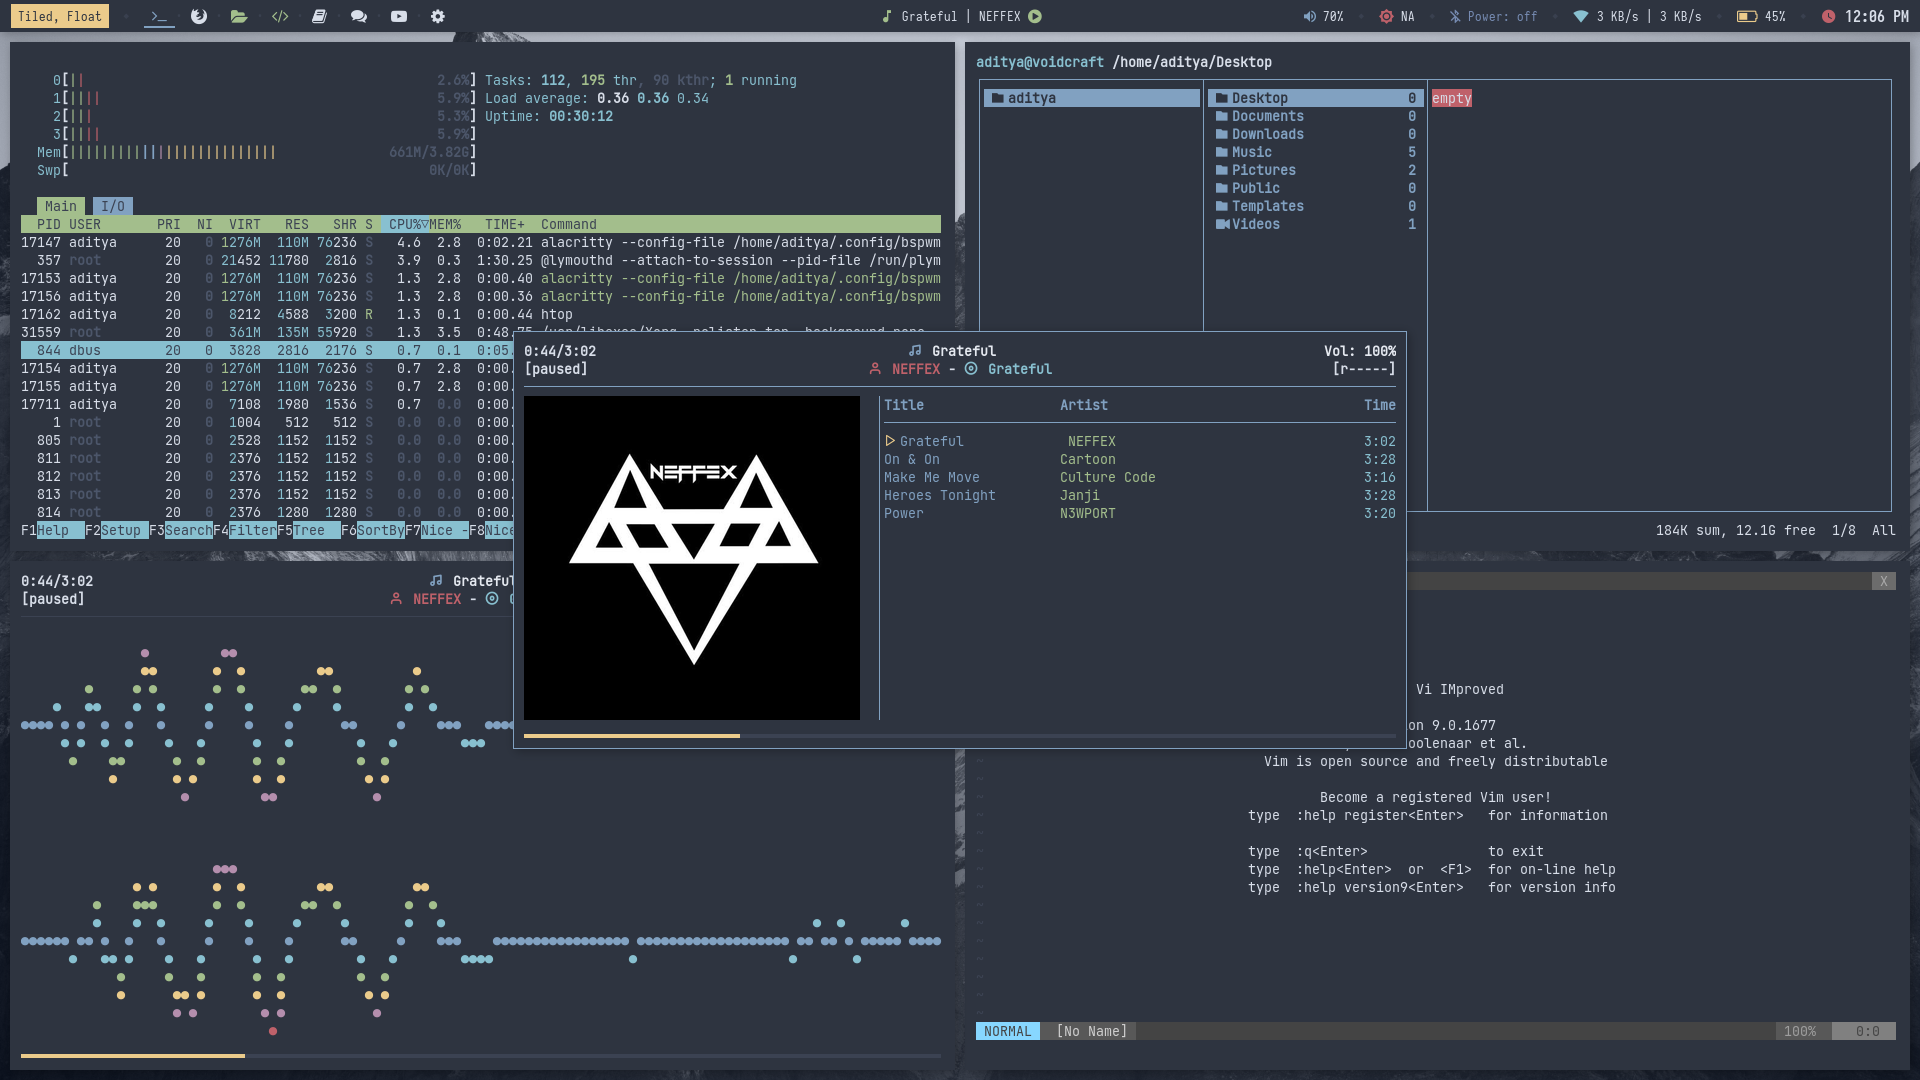 Tiled, Float
Grateful | NEFFEX
70%
NA
Power: off
3 KB/s | 3 KB/s
45%
12:06 PM
0[|| 2.6%] Tasks: 112, 195 thr, 90 kthr; 1 running
1[|||| 5.9%] Load average: 0.36 0.36 0.34
2[||| 5.3%] Uptime: 00:30:12
3[|||| 5.9%]
Mem[|||||||||||||||||||||||||| 661M/3.82G]
Swp[ 0K/0K]
Main I/O
PID USER PRI NI VIRT RES SHR S CPU%▽MEM% TIME+ Command
17147 aditya 20 0 1276M 110M 76236 S 4.6 2.8 0:02.21 alacritty --config-file /home/aditya/.config/bspwm
357 root 20 0 21452 11780 2816 S 3.9 0.3 1:30.25 @lymouthd --attach-to-session --pid-file /run/plym
17153 aditya 20 0 1276M 110M 76236 S 1.3 2.8 0:00.40 alacritty --config-file /home/aditya/.config/bspwm
17156 aditya 20 0 1276M 110M 76236 S 1.3 2.8 0:00.36 alacritty --config-file /home/aditya/.config/bspwm
17162 aditya 20 0 8212 4588 3200 R 1.3 0.1 0:00.44 htop
31559 root 20 0 361M 135M 55920 S 1.3 3.5 0:48.75
844 dbus 20 0 3828 2816 2176 S 0.7 0.1 0:05.
17154 aditya 20 0 1276M 110M 76236 S 0.7 2.8 0:00.
17155 aditya 20 0 1276M 110M 76236 S 0.7 2.8 0:00.
17711 aditya 20 0 7108 1980 1536 S 0.7 0.0 0:00.
1 root 20 0 1004 512 512 S 0.0 0.0 0:00.
805 root 20 0 2528 1152 1152 S 0.0 0.0 0:00.
811 root 20 0 2376 1152 1152 S 0.0 0.0 0:00.
812 root 20 0 2376 1152 1152 S 0.0 0.0 0:00.
813 root 20 0 2376 1152 1152 S 0.0 0.0 0:00.
814 root 20 0 2376 1280 1280 S 0.0 0.0 0:00.
F1Help F2Setup F3SearchF4FilterF5Tree F6SortByF7Nice -F8Nice
aditya@voidcraft /home/aditya/Desktop
aditya
Desktop 0
Documents 0
Downloads 0
Music 5
Pictures 2
Public 0
Templates 0
Videos 1
empty
184K sum, 12.1G free 1/8 All
0:44/3:02 Grateful Vol: 100%
[paused] NEFFEX - Grateful [r-----]
NEFFEX
Title Artist Time
Grateful NEFFEX 3:02
On & On Cartoon 3:28
Make Me Move Culture Code 3:16
Heroes Tonight Janji 3:28
Power N3WPORT 3:20
0:44/3:02 Grateful
[paused] NEFFEX -
X
Vi IMproved
on 9.0.1677
oolenaar et al.
Vim is open source and freely distributable
Become a registered Vim user!
type :help register<Enter> for information
type :q<Enter> to exit
type :help<Enter> or <F1> for on-line help
type :help version9<Enter> for version info
NORMAL [No Name] 100% 0:0